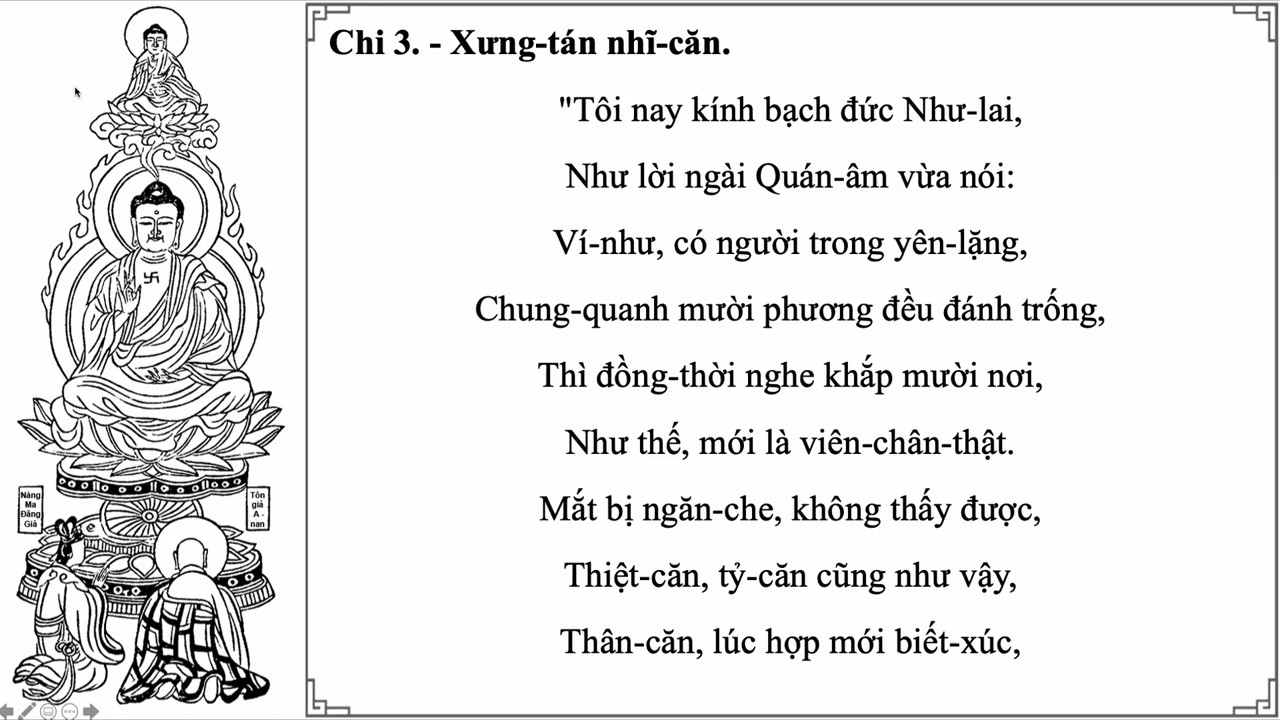 Chi 3. - Xưng-tán nhĩ-căn.
"Tôi nay kính bạch đức Như-lai,
Như lời ngài Quán-âm vừa nói:
Ví-như, có người trong yên-lặng,
Chung-quanh mười phương đều đánh trống,
Thì đồng-thời nghe khắp mười nơi,
Như thế, mới là viên-chân-thật.
Mắt bị ngăn-che, không thấy được,
Thiệt-căn, tỷ-căn cũng như vậy,
Thân-căn, lúc hợp mới biết-xúc,
Nàng
Ma
Đăng
Già
Tôn
giả
A -
nan